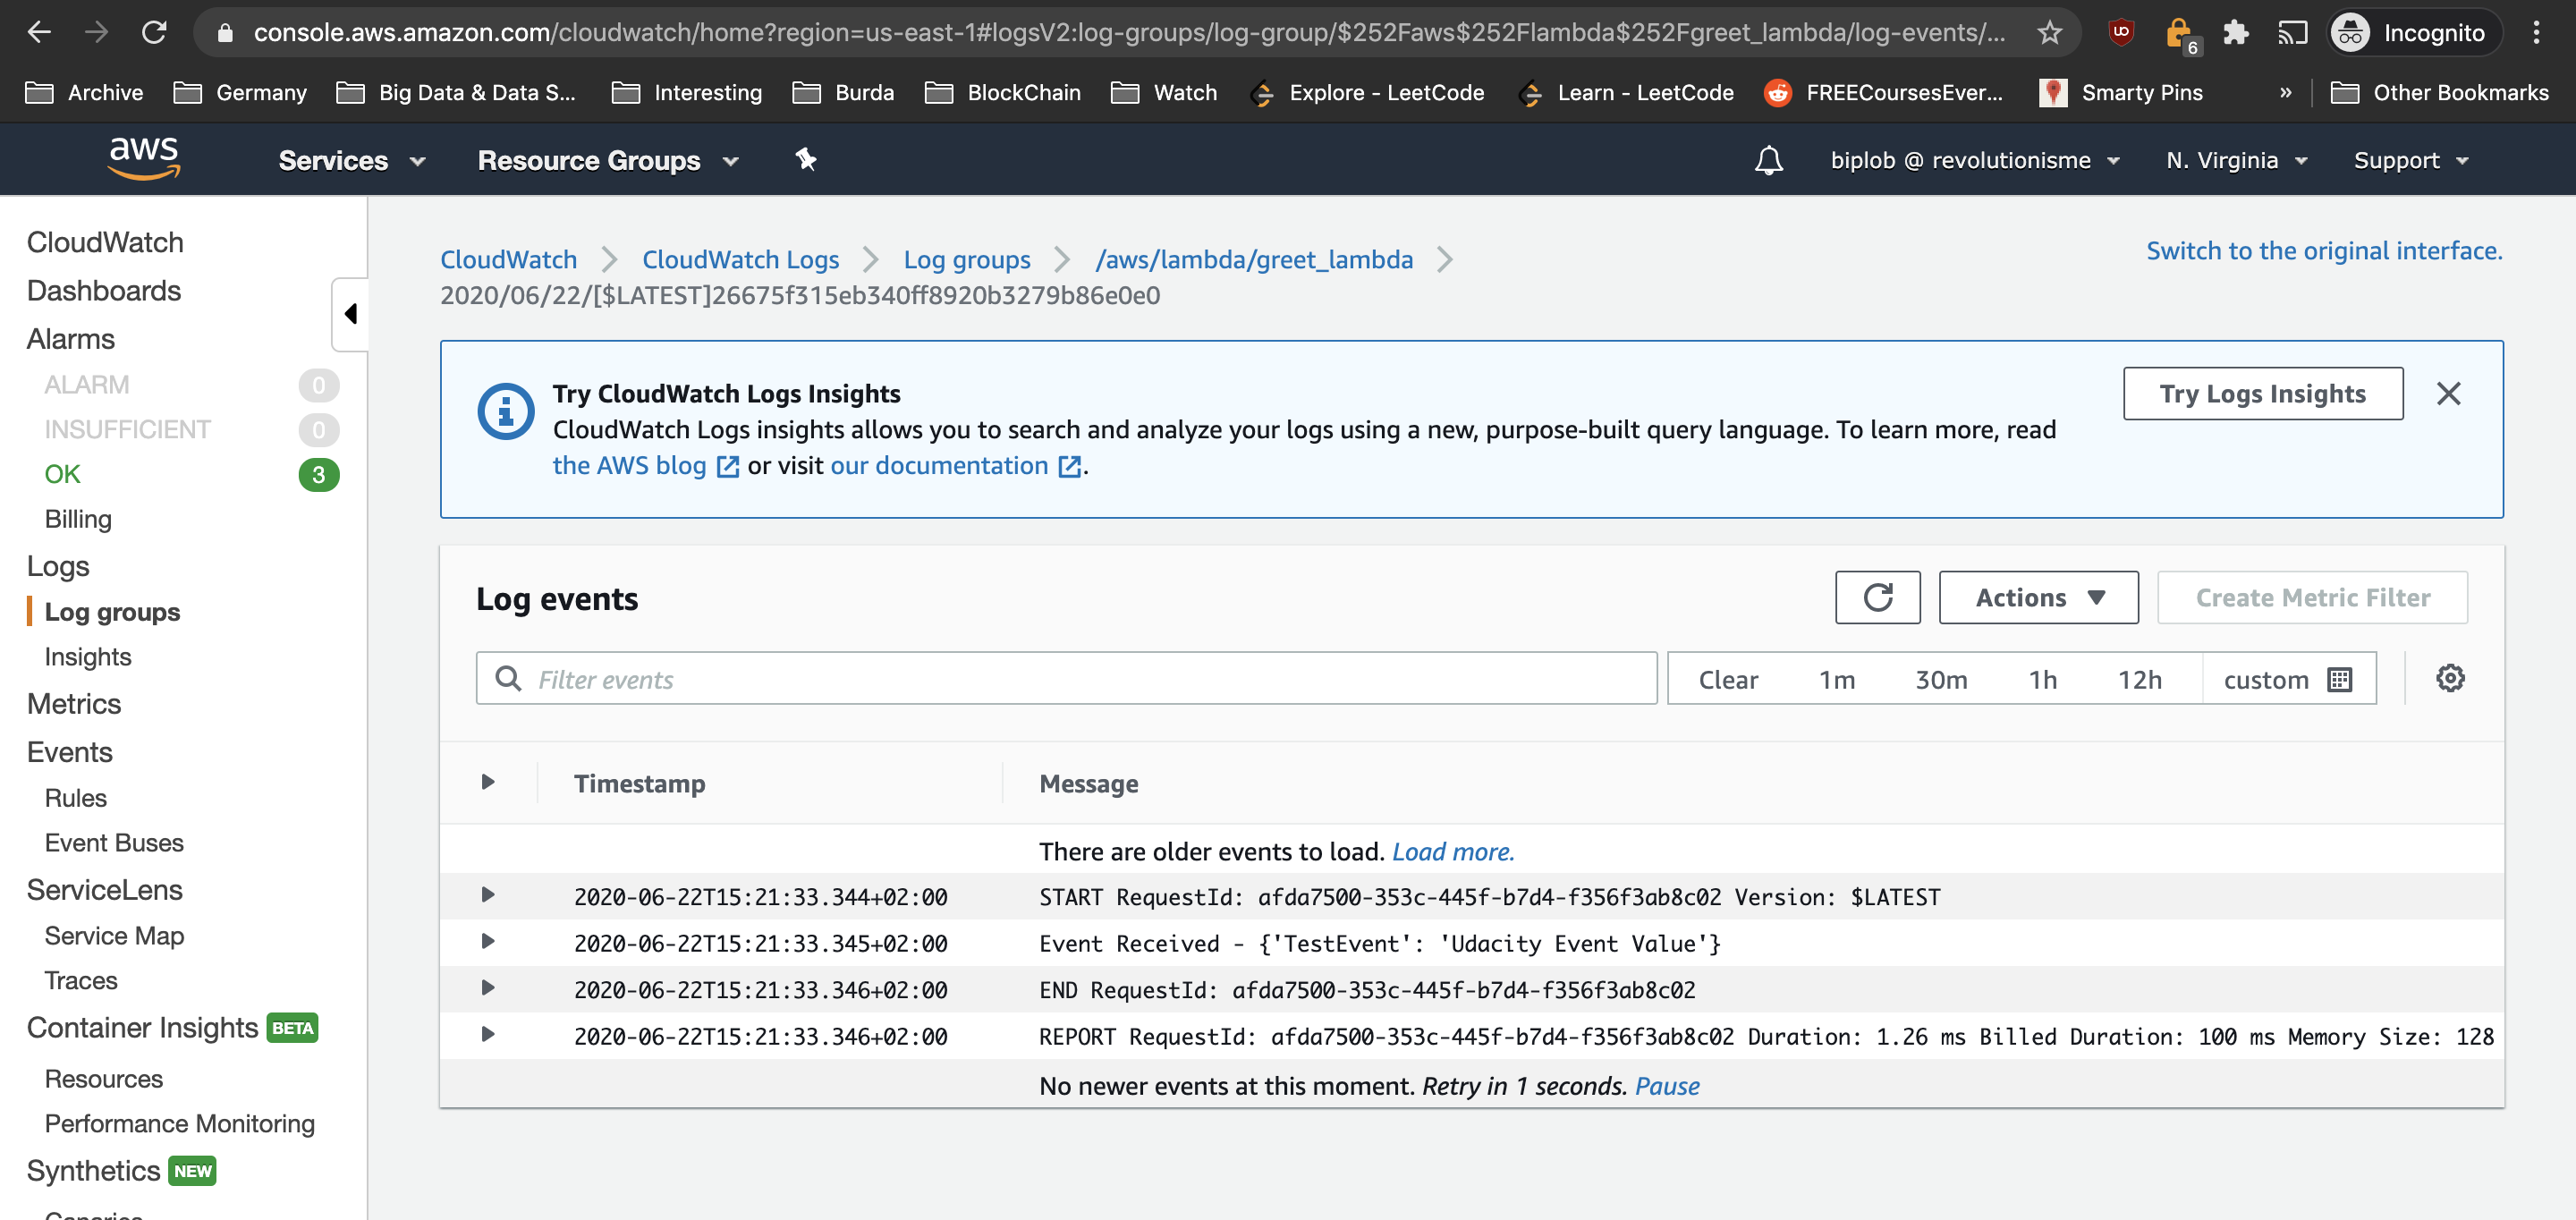 console.aws.amazon.com/cloudwatch/home?region=us-east-1#logsV2:log-groups/log-group/$252Faws$252Flambda$252Fgreet_lambda/log-events/...
6
Incognito
Archive Germany Big Data & Data S... Interesting Burda BlockChain Watch Explore - LeetCode Learn - LeetCode FREECoursesEver... Smarty Pins » Other Bookmarks
aws Services Resource Groups biplob @ revolutionisme N. Virginia Support
CloudWatch
Dashboards
Alarms
ALARM 0
INSUFFICIENT 0
OK 3
Billing
Logs
Log groups
Insights
Metrics
Events
Rules
Event Buses
ServiceLens
Service Map
Traces
Container Insights BETA
Resources
Performance Monitoring
Synthetics NEW
CloudWatch CloudWatch Logs Log groups /aws/lambda/greet_lambda
2020/06/22/[$LATEST]26675f315eb340ff8920b3279b86e0e0
Switch to the original interface.
Try CloudWatch Logs Insights
CloudWatch Logs insights allows you to search and analyze your logs using a new, purpose-built query language. To learn more, read
the AWS blog or visit our documentation .
Try Logs Insights
Log events
Actions
Create Metric Filter
Filter events
Clear 1m 30m 1h 12h custom
Timestamp Message
There are older events to load. Load more.
2020-06-22T15:21:33.344+02:00 START RequestId: afda7500-353c-445f-b7d4-f356f3ab8c02 Version: $LATEST
2020-06-22T15:21:33.345+02:00 Event Received - {'TestEvent': 'Udacity Event Value'}
2020-06-22T15:21:33.346+02:00 END RequestId: afda7500-353c-445f-b7d4-f356f3ab8c02
2020-06-22T15:21:33.346+02:00 REPORT RequestId: afda7500-353c-445f-b7d4-f356f3ab8c02 Duration: 1.26 ms Billed Duration: 100 ms Memory Size: 128
No newer events at this moment. Retry in 1 seconds. Pause